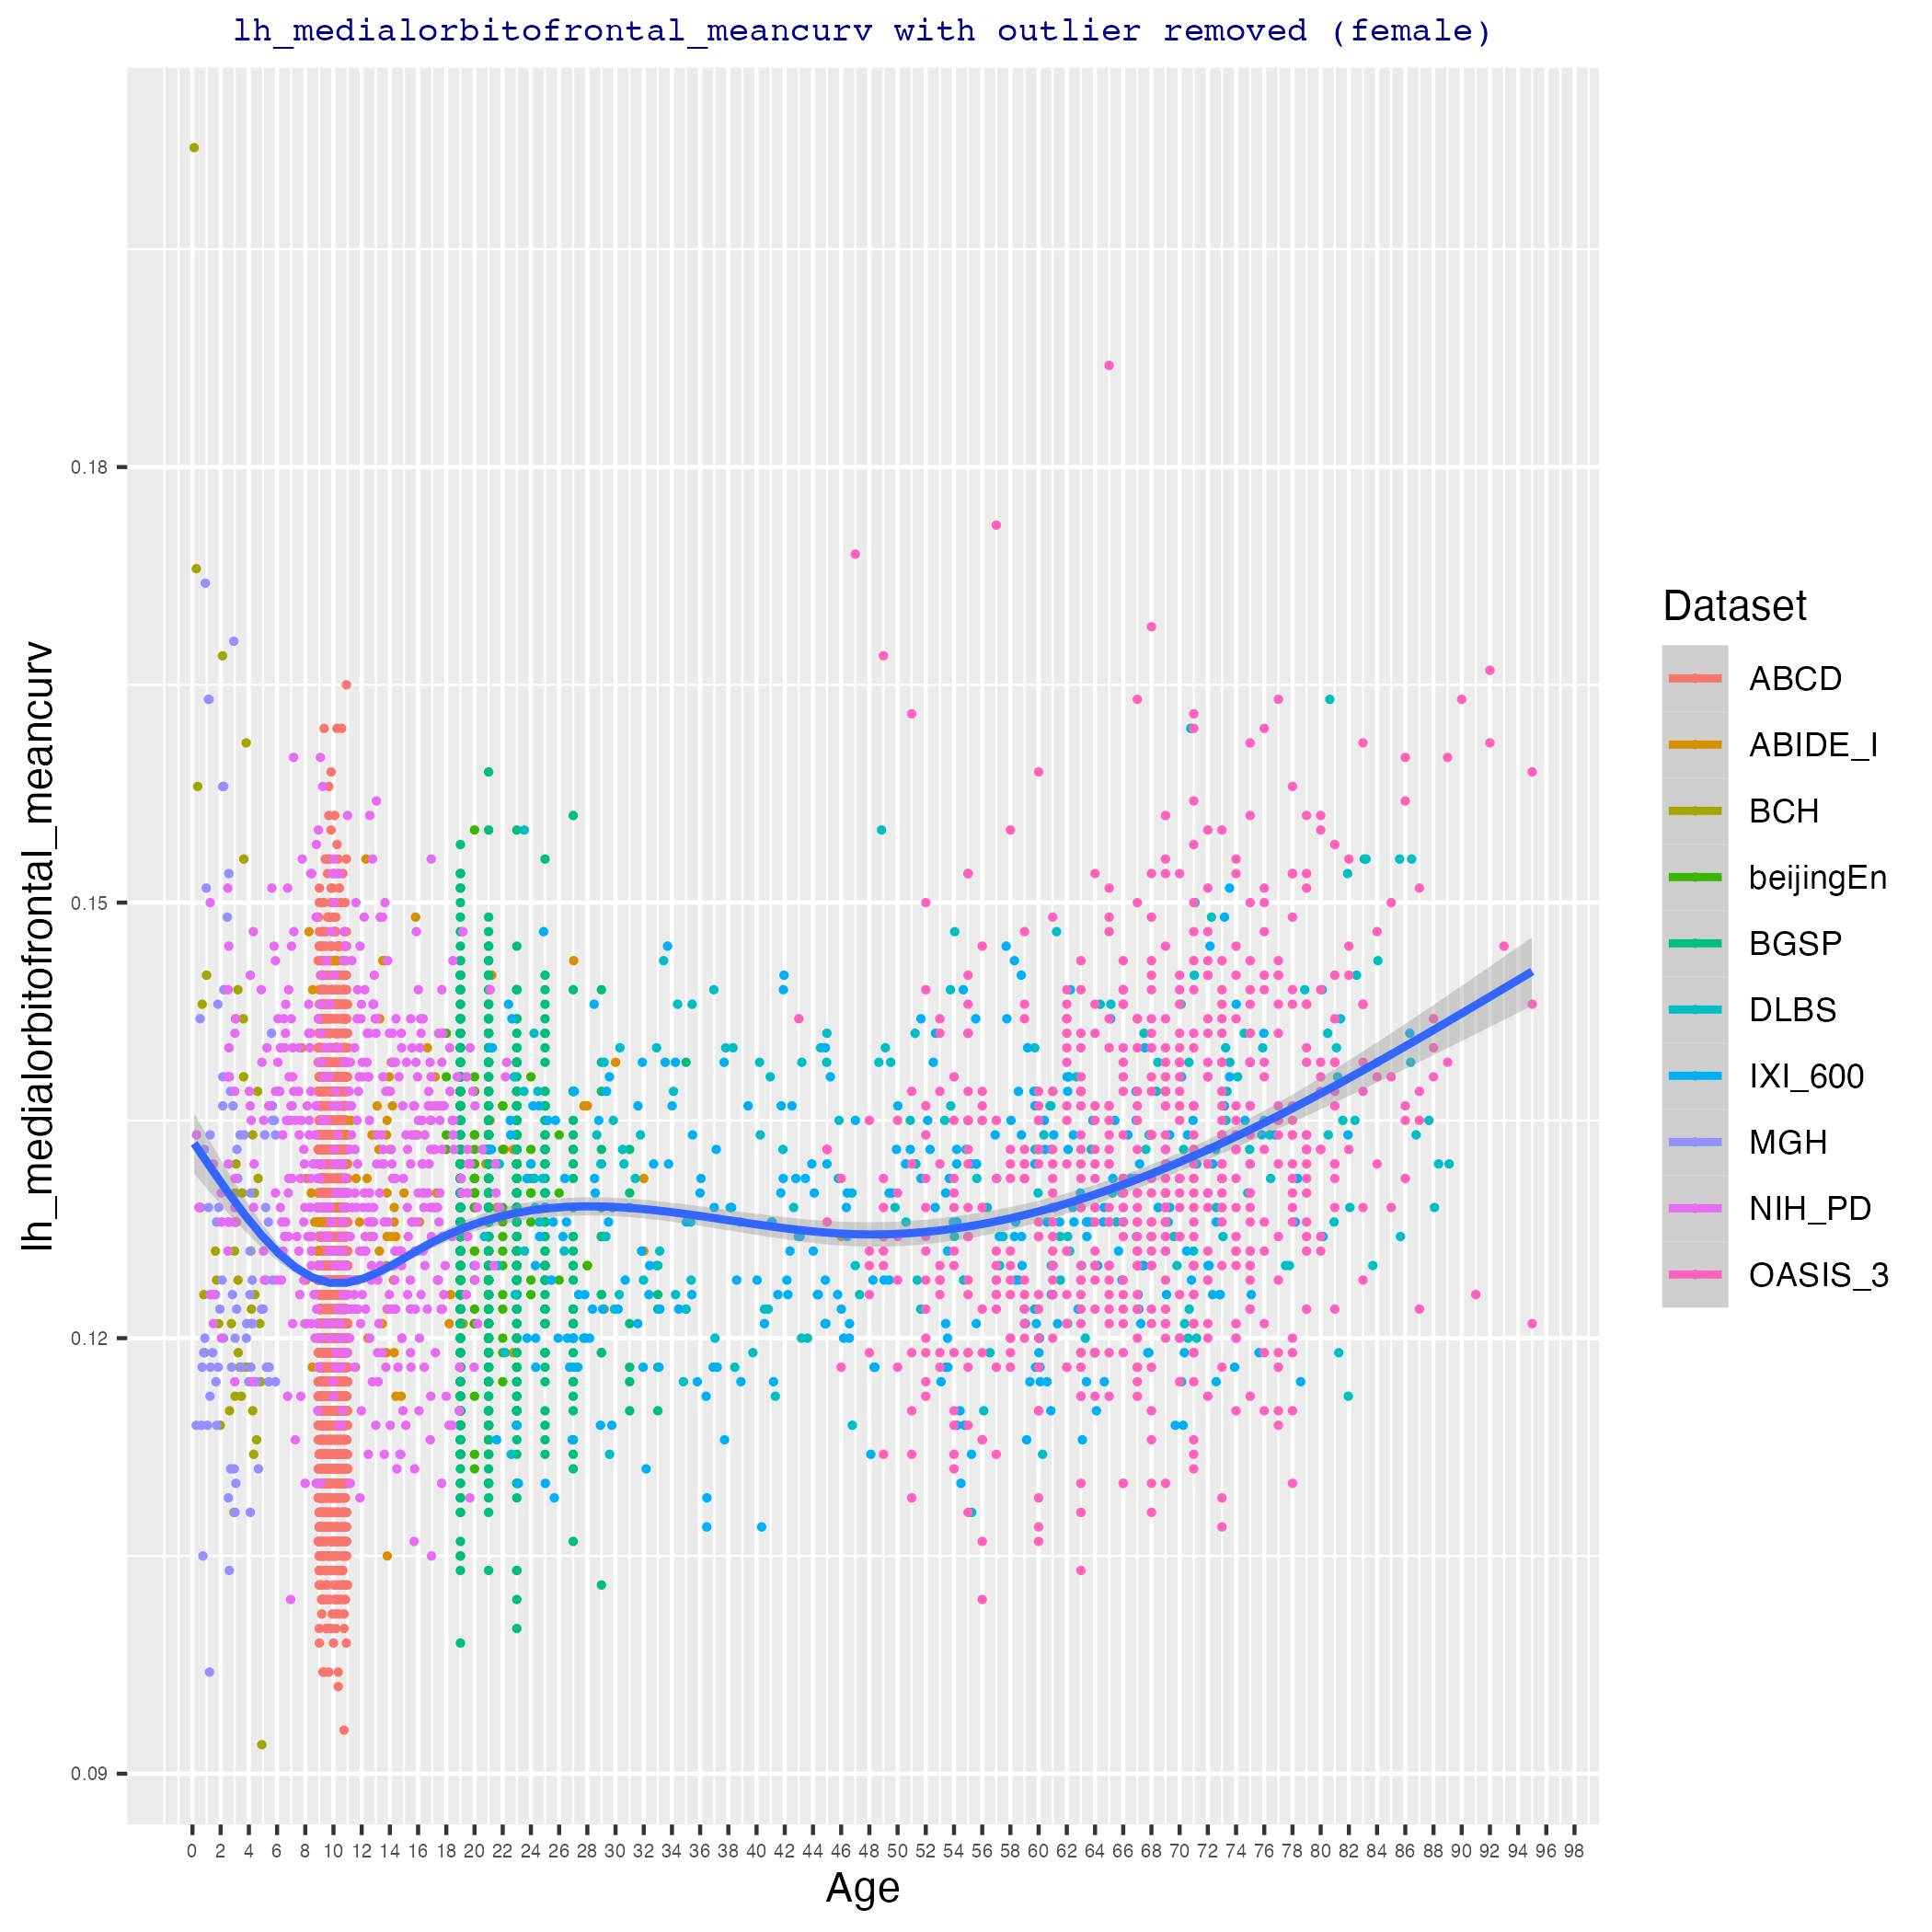 lh_medialorbitofrontal_meancurv with outlier removed (female)
lh_medialorbitofrontal_meancurv
0.18
0.15
0.12
0.09
0 2 4 6 8 10 12 14 16 18 20 22 24 26 28 30 32 34 36 38 40 42 44 46 48 50 52 54 56 58 60 62 64 66 68 70 72 74 76 78 80 82 84 86 88 90 92 94 96 98
Age
Dataset
ABCD
ABIDE_I
BCH
beijingEn
BGSP
DLBS
IXI_600
MGH
NIH_PD
OASIS_3